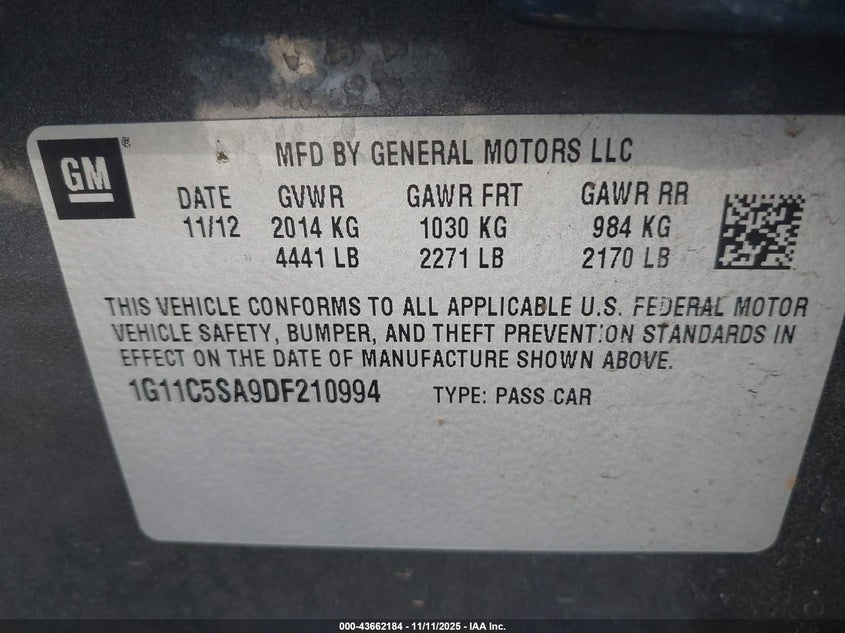 GM®
MFD BY GENERAL MOTORS LLC
DATE GVWR GAWR FRT GAWR RR
11/12 2014 KG 1030 KG 984 KG
4441 LB 2271 LB 2170 LB
THIS VEHICLE CONFORMS TO ALL APPLICABLE U.S. FEDERAL MOTOR
VEHICLE SAFETY, BUMPER, AND THEFT PREVENTION STANDARDS IN
EFFECT ON THE DATE OF MANUFACTURE SHOWN ABOVE.
1G11C5SA9DF210994 TYPE: PASS CAR
000-43662184 - 11/11/2025 - IAA Inc.